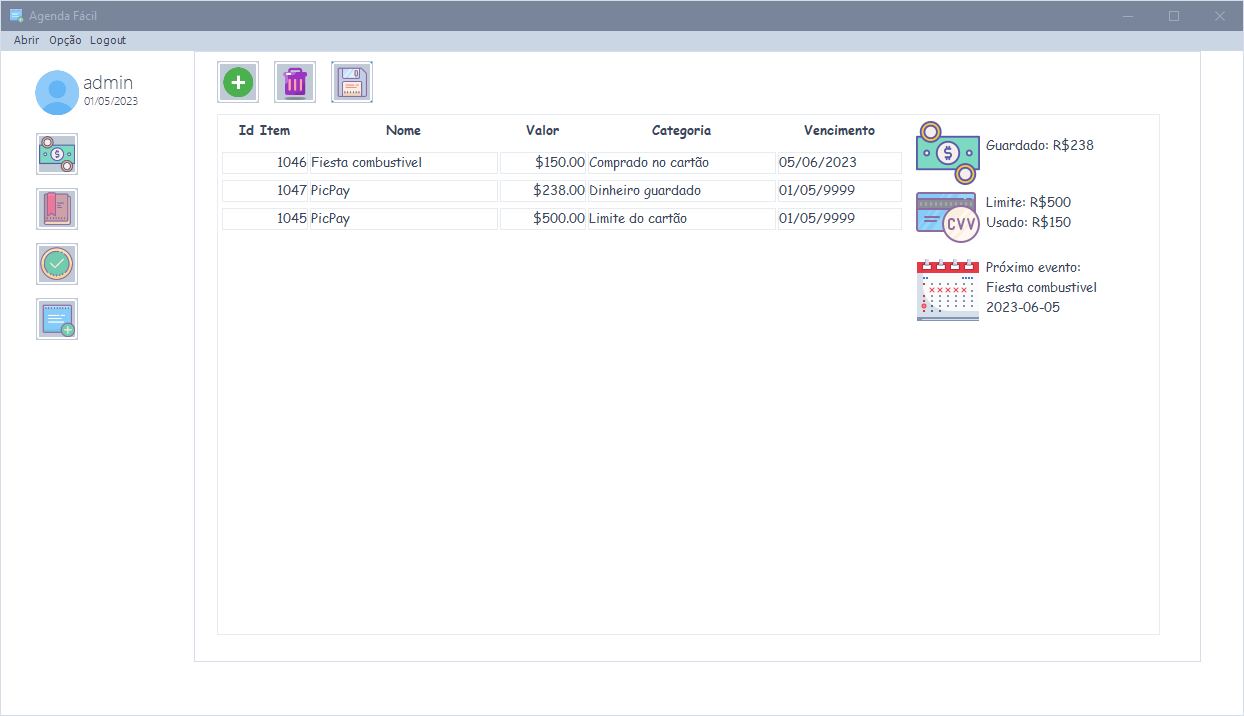 Agenda Fácil
Abrir Opção Logout
admin
01/05/2023
Id Item Nome Valor Categoria Vencimento
1046 Fiesta combustivel $150.00 Comprado no cartão 05/06/2023
1047 PicPay $238.00 Dinheiro guardado 01/05/9999
1045 PicPay $500.00 Limite do cartão 01/05/9999
$
Guardado: R$238
CVV
Limite: R$500
Usado: R$150
Próximo evento:
Fiesta combustivel
2023-06-05